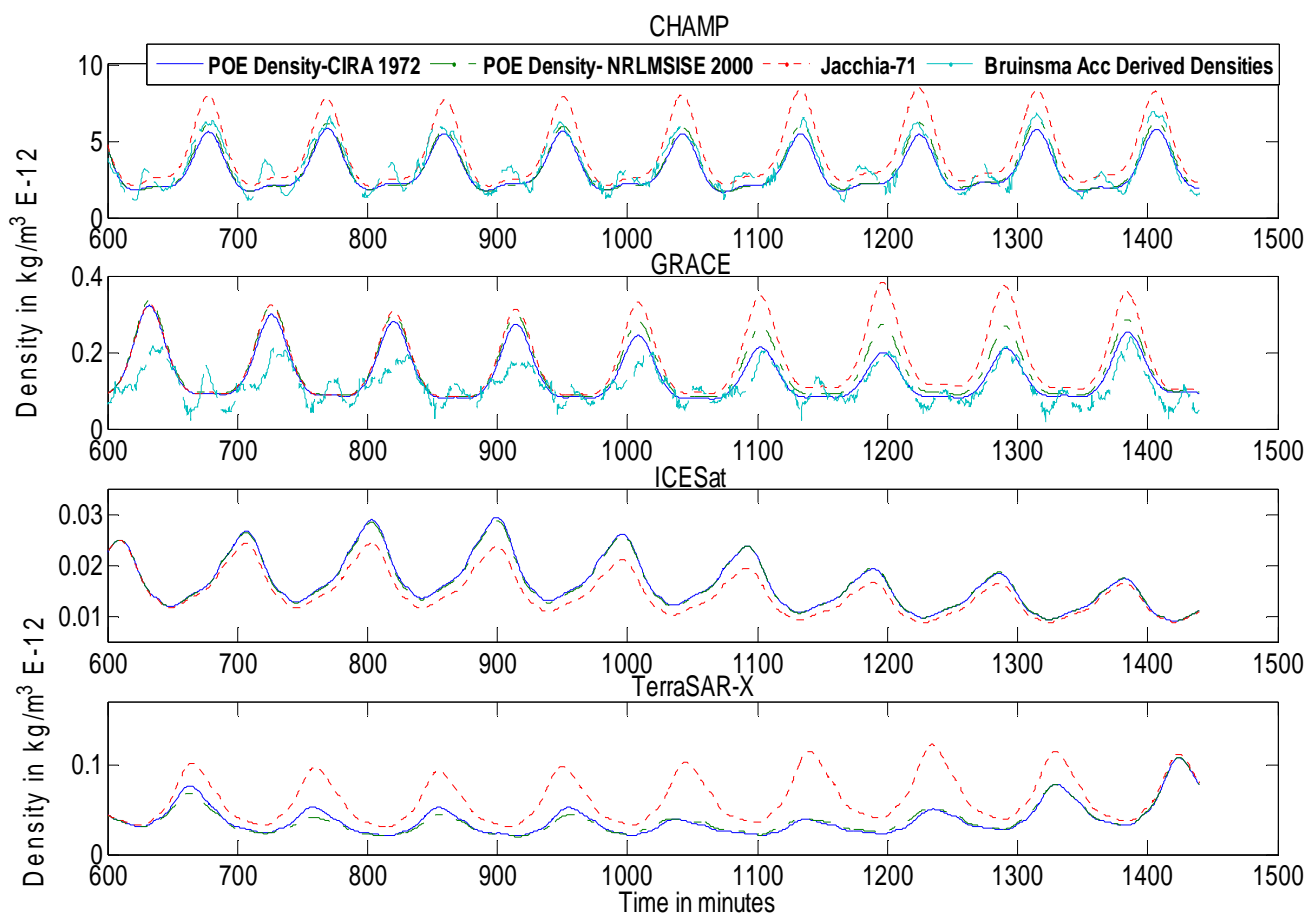 CHAMP
POE Density-CIRA 1972 POE Density- NRLMSISE 2000 Jacchia-71 Bruinsma Acc Derived Densities
10
5
0
600 700 800 900 1000 1100 1200 1300 1400 1500
GRACE
Density in kg/m³ E-12
0.4
0.2
0
600 700 800 900 1000 1100 1200 1300 1400 1500
ICESat
0.03
0.02
0.01
600 700 800 900 1000 1100 1200 1300 1400 1500
TerraSAR-X
Density in kg/m³ E-12
0.1
0
600 700 800 900 1000 1100 1200 1300 1400 1500
Time in minutes